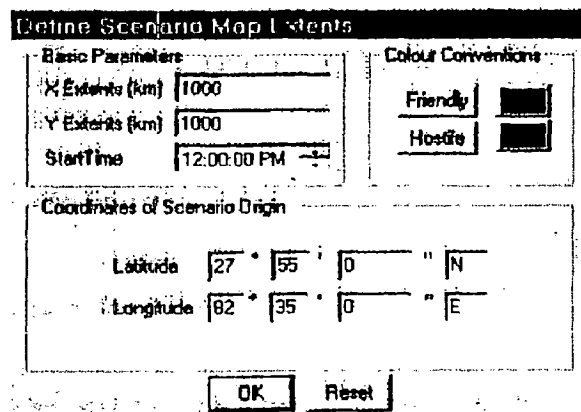 Define Scenario Map Extents
Basic Parameters
X Extents (km) 1000
Y Extents (km) 1000
StartTime 12:00:00 PM
Colour Conventions
Friendly
Hostile
Coordinates of Scenario Origin
Latitude 27 ° 55 ' 0 " N
Longitude 82 ° 35 ' 0 " E
OK Reset